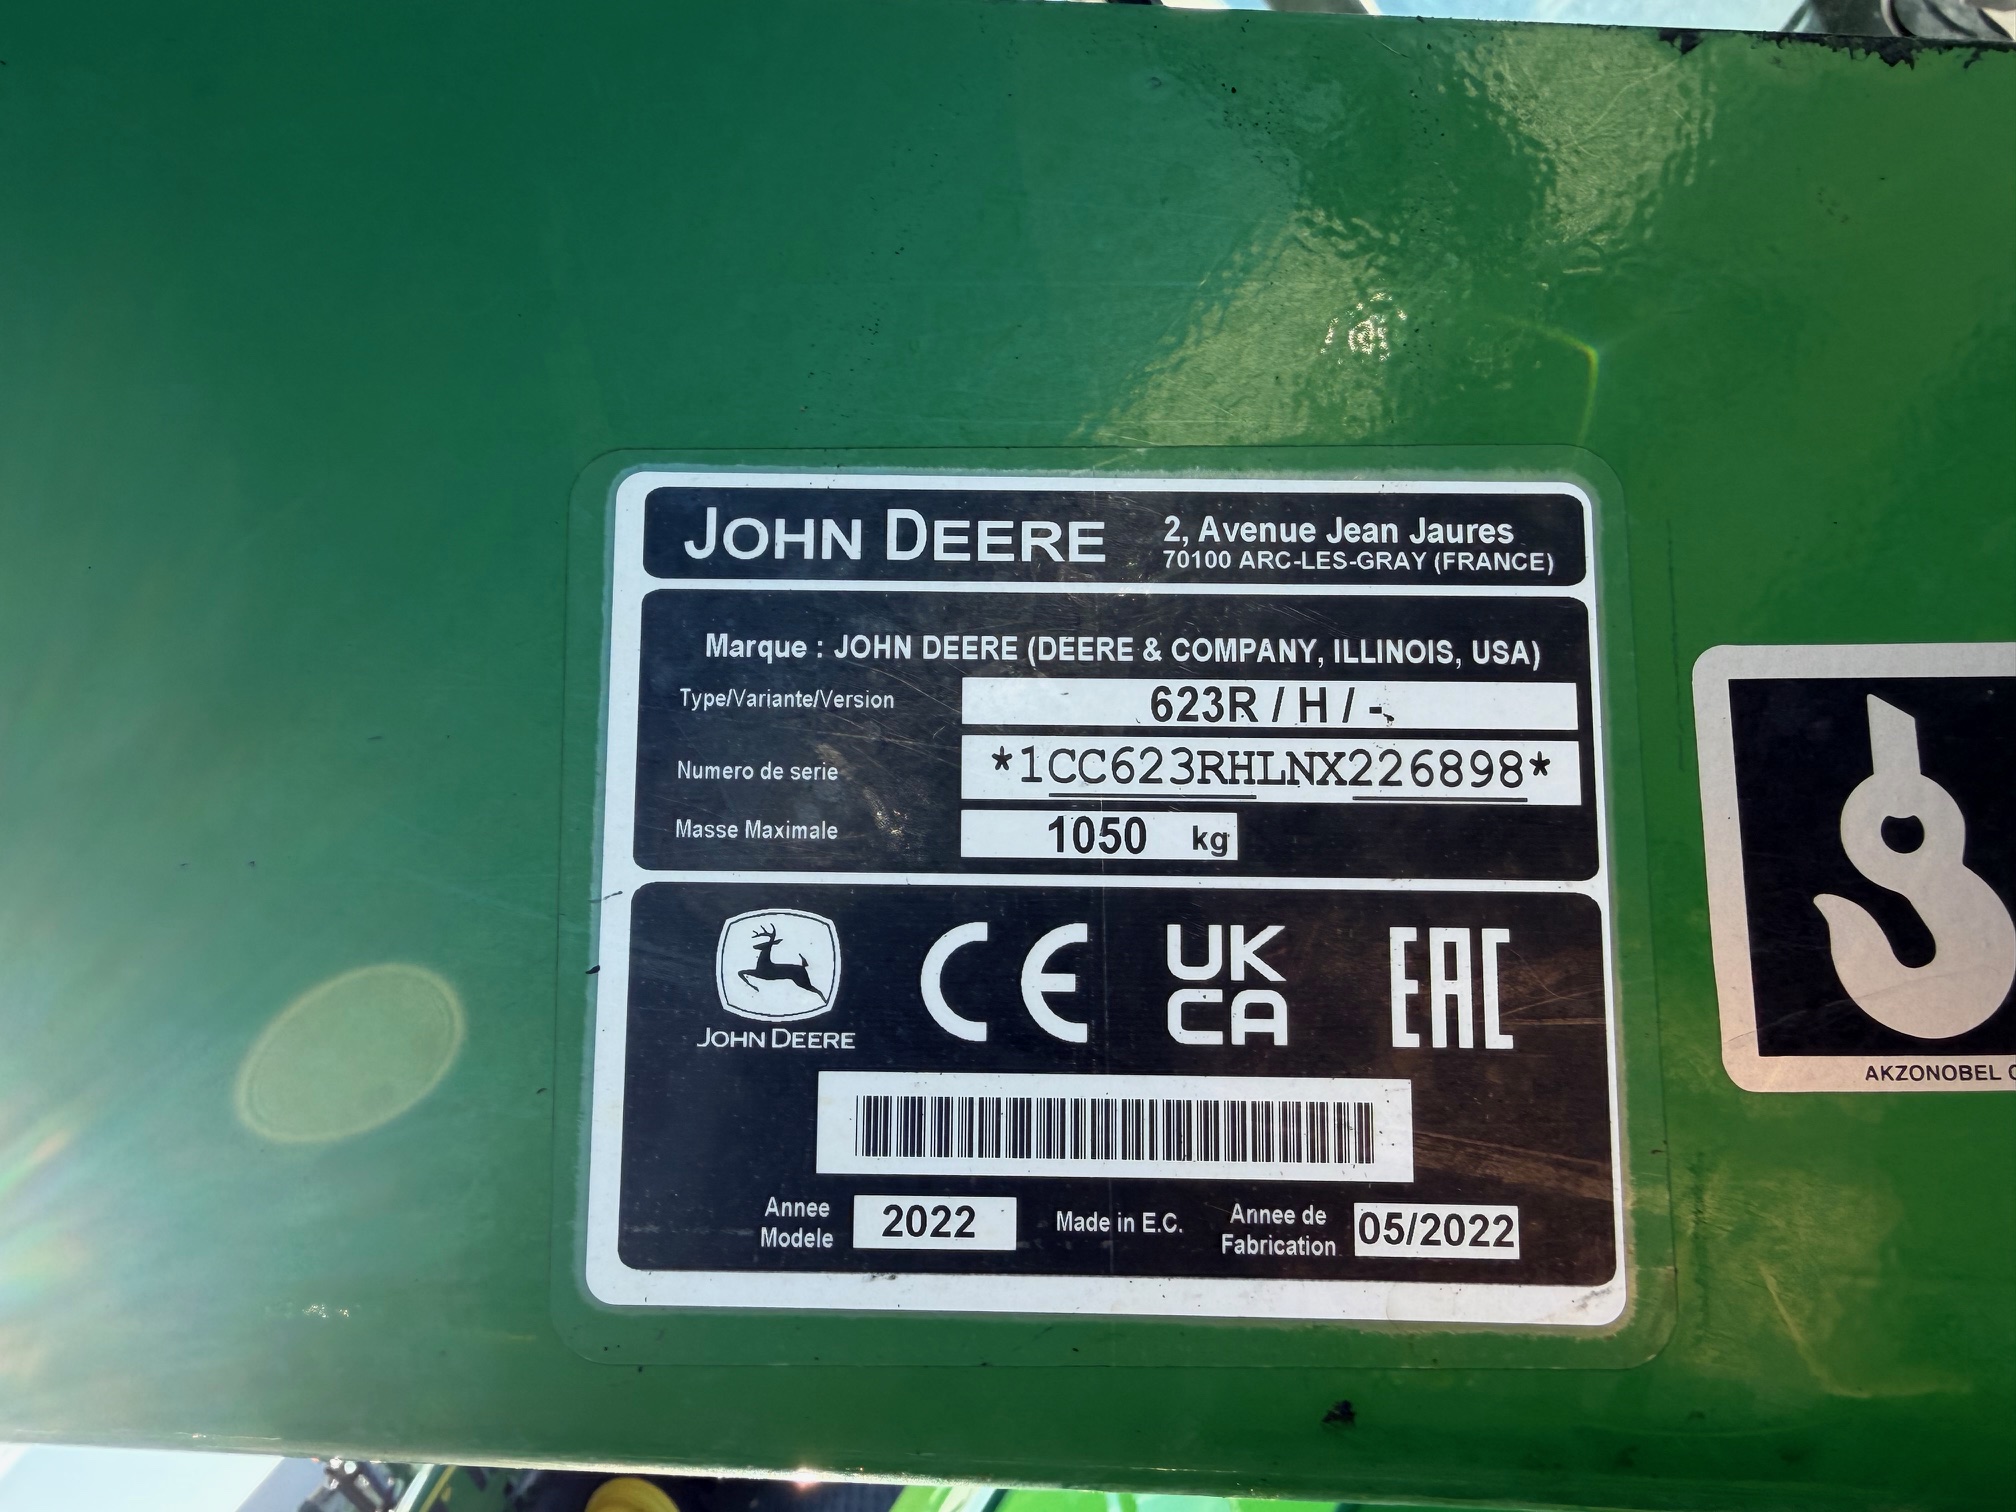 JOHN DEERE
2, Avenue Jean Jaures
70100 ARC-LES-GRAY (FRANCE)
Marque : JOHN DEERE (DEERE & COMPANY, ILLINOIS, USA)
Type/Variante/Version 623R / H / -
Numero de serie *1CC623RHLNX226898*
Masse Maximale 1050 kg
JOHN DEERE
CE
UK
CA
EAC
Annee
Modele
2022
Made in E.C.
Annee de
Fabrication
05/2022
AKZONOBEL